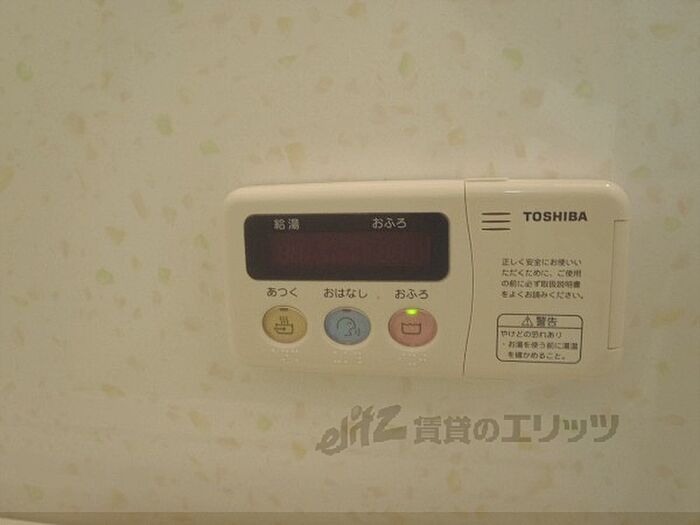 給湯 おふろ
TOSHIBA
あつく おはなし おふろ
正しく安全にお使いい
ただくために、ご使用
の前に必ず取扱説明書
をよくお読みください。
警告
やけどの恐れあり
・お湯を使う前に湯温
を確かめること。
elitz 賃貸のエリッツ